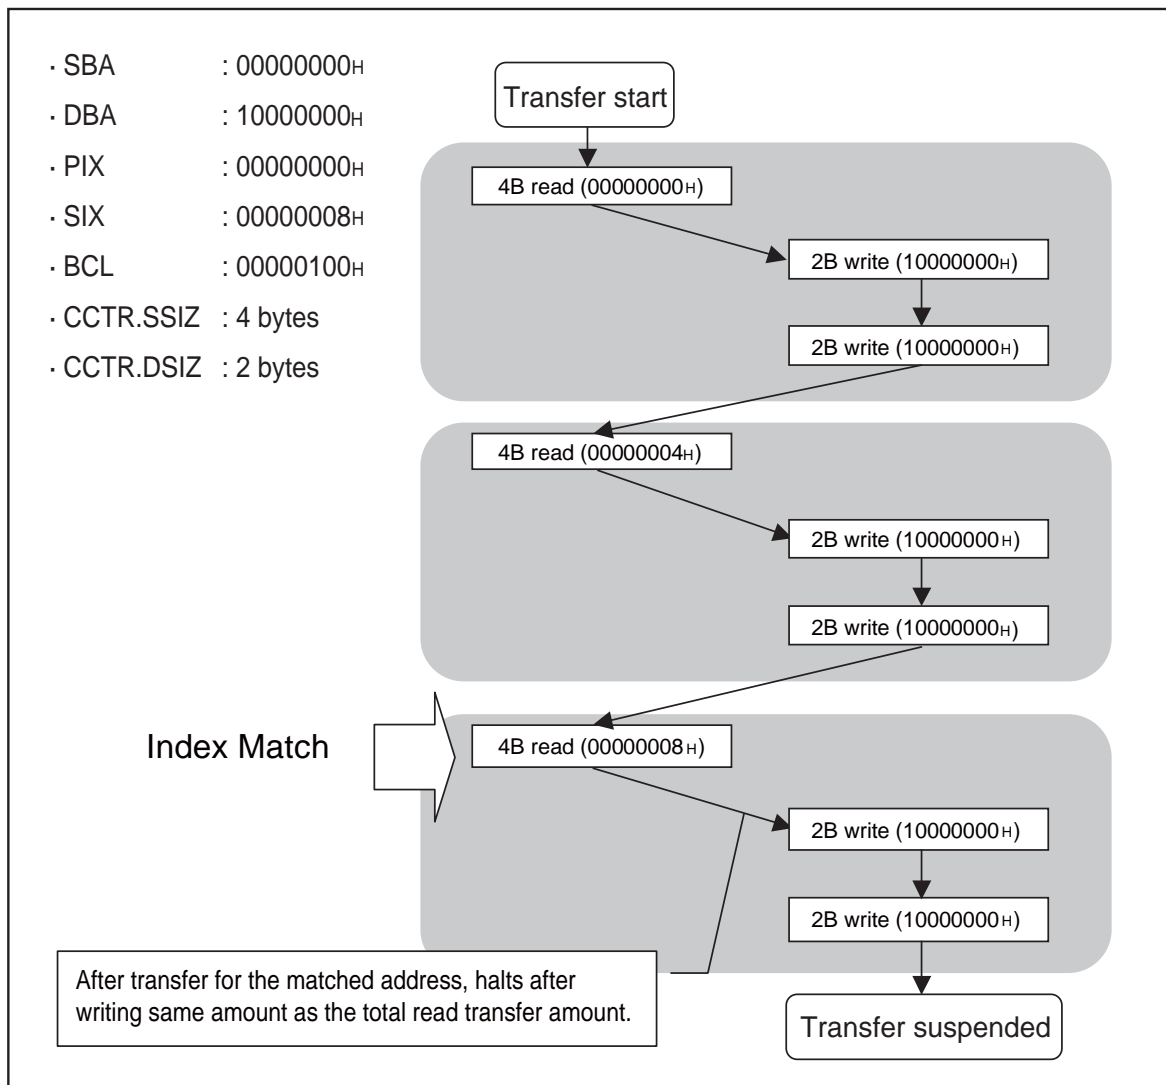 · SBA : 00000000H
· DBA : 10000000H
· PIX : 00000000H
· SIX : 00000008H
· BCL : 00000100H
· CCTR.SSIZ : 4 bytes
· CCTR.DSIZ : 2 bytes
Transfer start
4B read (00000000H)
2B write (10000000H)
2B write (10000000H)
4B read (00000004H)
2B write (10000000H)
2B write (10000000H)
Index Match
4B read (00000008H)
2B write (10000000H)
2B write (10000000H)
After transfer for the matched address, halts after
writing same amount as the total read transfer amount.
Transfer suspended